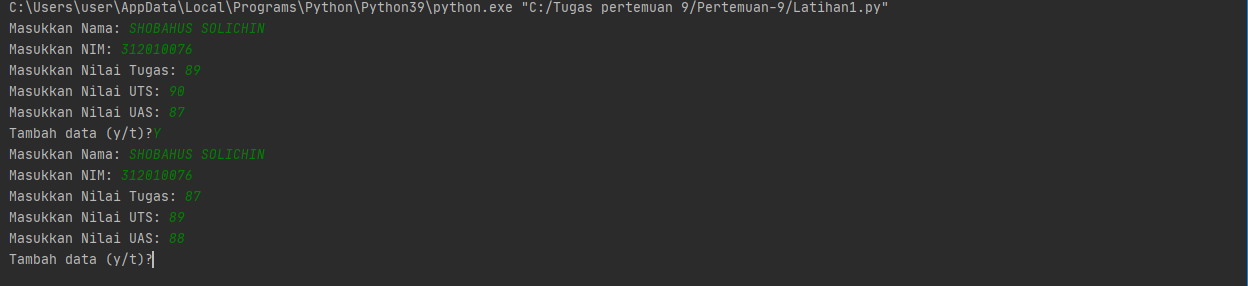 C:\Users\user\AppData\Local\Programs\Python\Python39\python.exe "C:/Tugas pertemuan 9/Pertemuan-9/Latihan1.py"
Masukkan Nama: SHOBAHUS SOLICHIN
Masukkan NIM: 312010076
Masukkan Nilai Tugas: 89
Masukkan Nilai UTS: 90
Masukkan Nilai UAS: 87
Tambah data (y/t)?Y
Masukkan Nama: SHOBAHUS SOLICHIN
Masukkan NIM: 312010076
Masukkan Nilai Tugas: 87
Masukkan Nilai UTS: 89
Masukkan Nilai UAS: 88
Tambah data (y/t)?